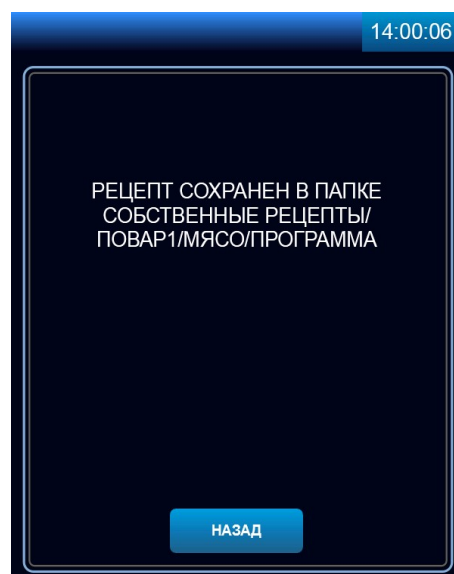 14:00:06
РЕЦЕПТ СОХРАНЕН В ПАПКЕ
СОБСТВЕННЫЕ РЕЦЕПТЫ/
ПОВАР1/МЯСО/ПРОГРАММА
НАЗАД